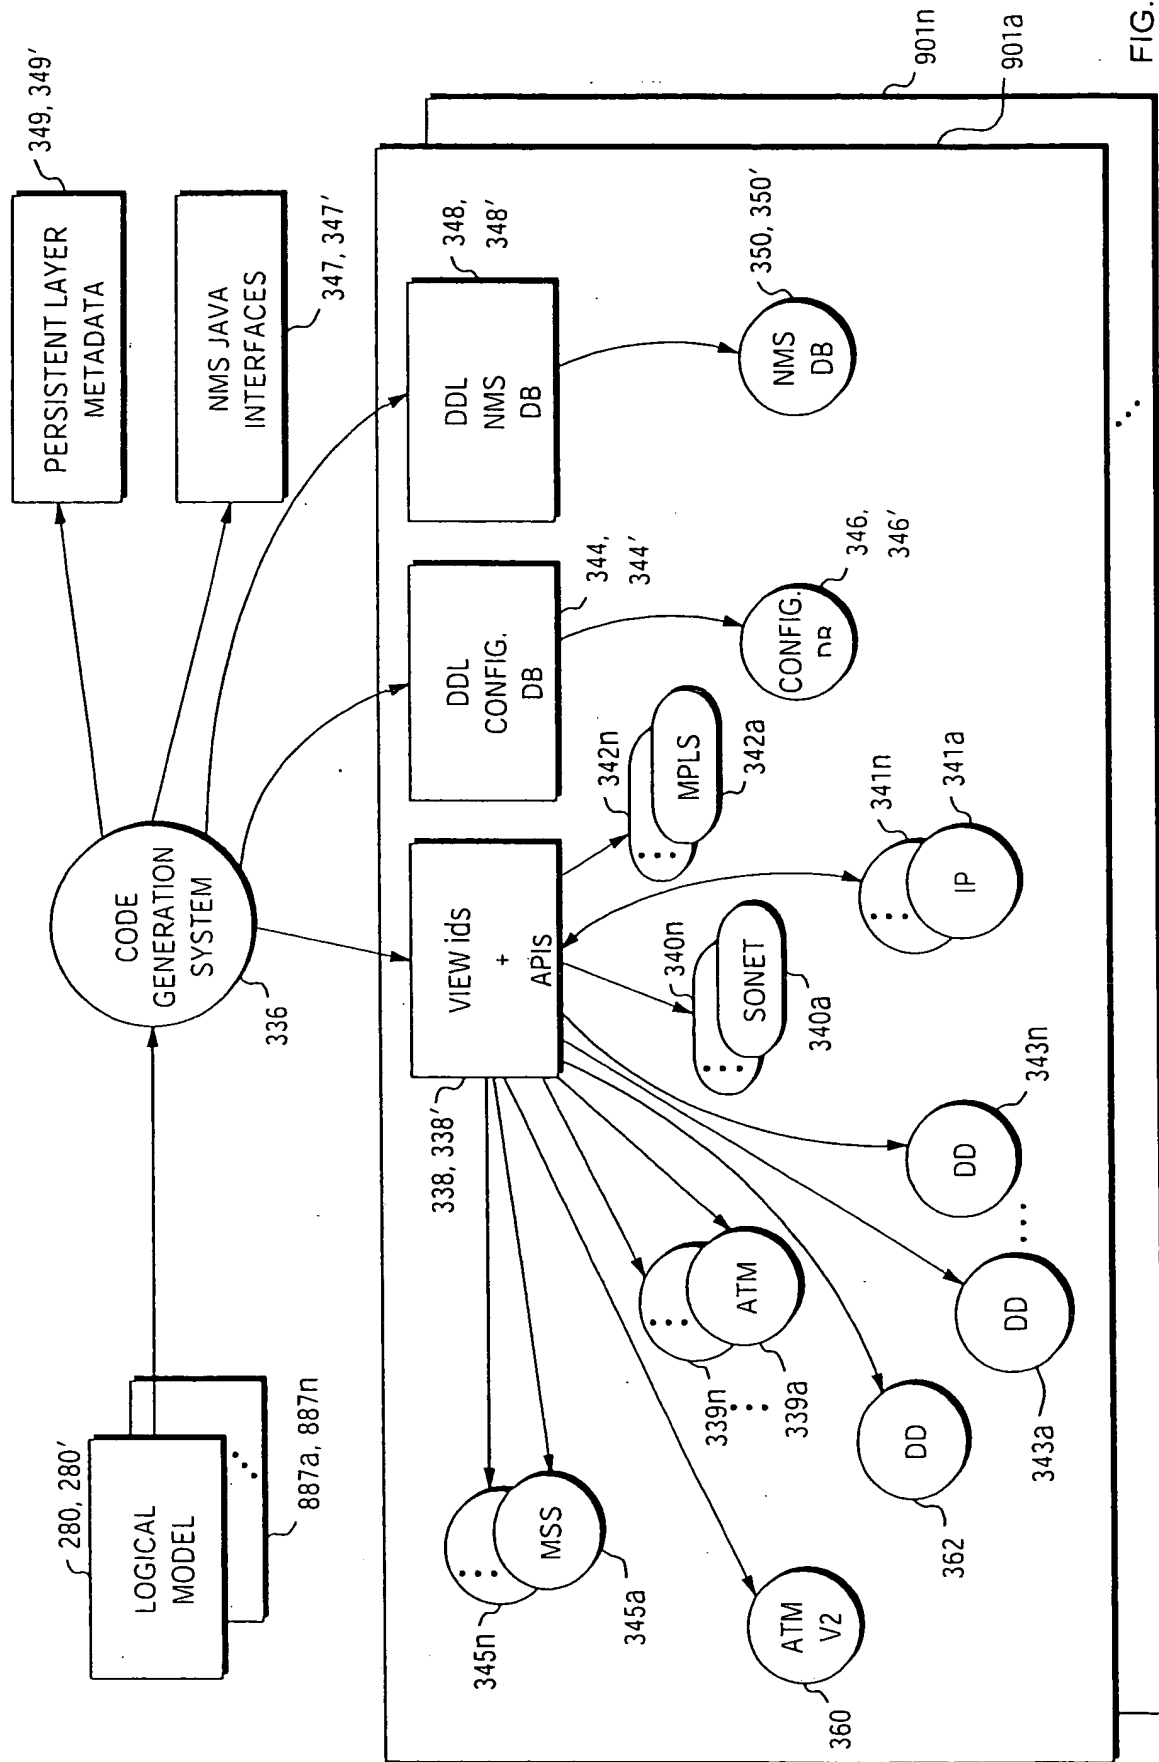 349, 349′
PERSISTENT LAYER
METADATA
NMS JAVA
INTERFACES
347, 347′
CODE
GENERATION
SYSTEM
336
280, 280′
LOGICAL
MODEL
887a, 887n
901n
901a
FIG.
348,
348′
DDL
NMS
DB
350, 350′
NMS
DB
344,
344′
DDL
CONFIG.
DB
346,
346′
CONFIG.
DB
338, 338′
VIEW ids
+
APIs
342n
MPLS
342a
341n
IP
341a
340n
SONET
340a
343n
DD
DD
343a
DD
362
339n
ATM
339a
345n
MSS
345a
ATM
V2
360